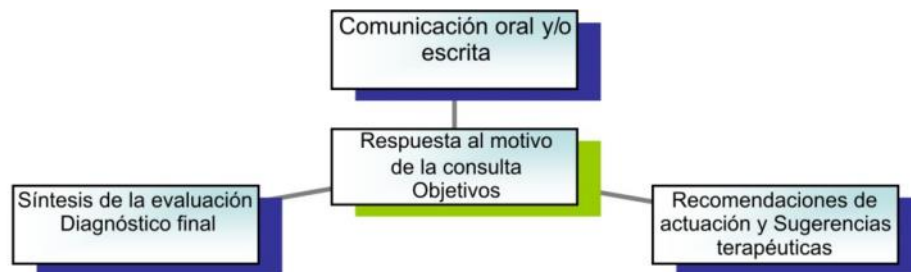 Comunicación oral y/o
escrita
Respuesta al motivo
de la consulta
Objetivos
Síntesis de la evaluación
Diagnóstico final
Recomendaciones de
actuación y Sugerencias
terapéuticas